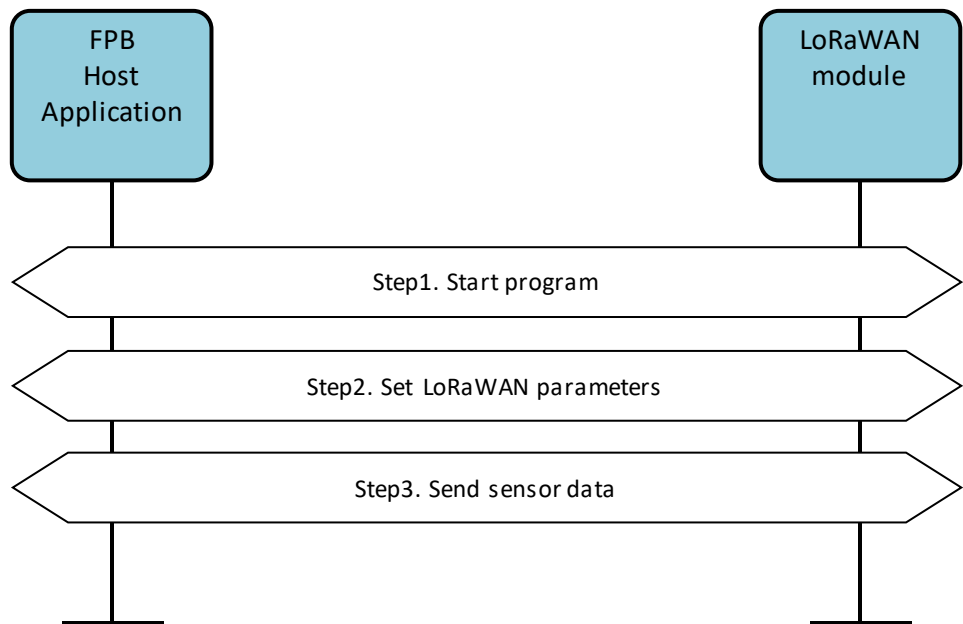 FPB
Host
Application
LoRaWAN
module
Step1. Start program
Step2. Set LoRaWAN parameters
Step3. Send sensor data